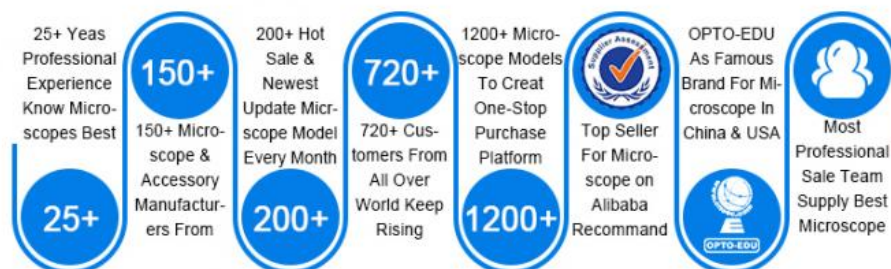 25+ Yeas
Professional
Experience
Know Micro-
scopes Best
25+
150+
150+ Micro-
scope &
Accessory
Manufactur-
ers From
200+ Hot
Sale &
Newest
Update Micr-
scope Model
Every Month
200+
720+
720+ Cus-
tomers From
All Over
World Keep
Rising
1200+ Micro-
scope Models
To Creat
One-Stop
Purchase
Platform
1200+
Supplier Assessment
Top Seller
For Micro-
scope on
Alibaba
Recommand
OPTO-EDU
As Famous
Brand For Mi-
croscope In
China & USA
OPTO-EDU
Most
Professional
Sale Team
Supply Best
Microscope